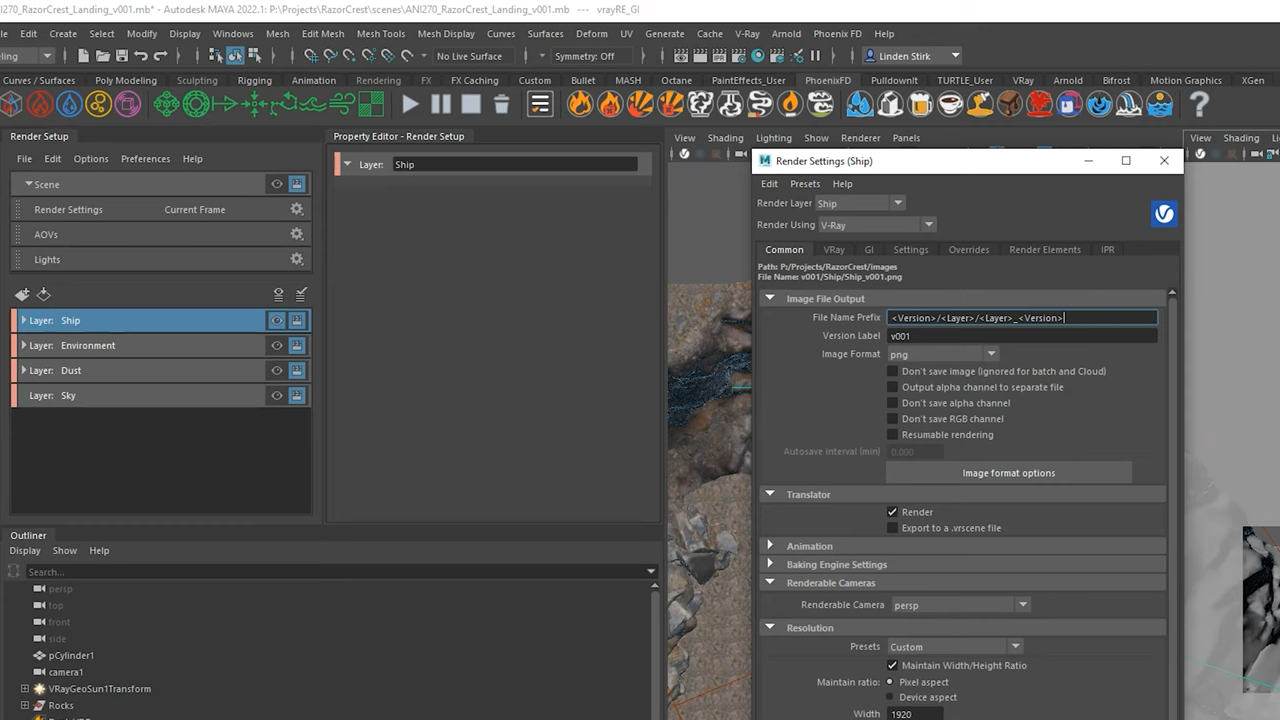 NI270_RazorCrest_Landing_v001.mb* - Autodesk MAYA 2022.1: P:\Projects\RazorCrest\scenes\ANI270_RazorCrest_Landing_v001.mb --- vrayRE_GI
File Edit Create Select Modify Display Windows Mesh Edit Mesh Mesh Tools Mesh Display Curves Surfaces Deform UV Generate Cache V-Ray Arnold Phoenix FD Help
eling No Live Surface Symmetry: Off IPR Linden Stirk
Curves / Surfaces Poly Modeling Sculpting Rigging Animation Rendering FX FX Caching Custom Bullet MASH Octane PaintEffects_User PhoenixFD PulldownIt TURTLE_User VRay Arnold Bifrost Motion Graphics XGen
Render Setup
File Edit Options Preferences Help
Scene
Render Settings Current Frame
AOVs
Lights
Layer: Ship
Layer: Environment
Layer: Dust
Layer: Sky
Property Editor - Render Setup
Layer: Ship
View Shading Lighting Show Renderer Panels
View Shading Lighting
Render Settings (Ship)
Edit Presets Help
Render Layer Ship
Render Using V-Ray
Common VRay GI Settings Overrides Render Elements IPR
Path: P:/Projects/RazorCrest/images
File Name: v001/Ship/Ship_v001.png
Image File Output
File Name Prefix <Version>/<Layer>/<Layer>_<Version>
Version Label v001
Image Format png
Don't save image (ignored for batch and Cloud)
Output alpha channel to separate file
Don't save alpha channel
Don't save RGB channel
Resumable rendering
Autosave interval (min) 0.000
Image format options
Translator
Render
Export to a .vrscene file
Animation
Baking Engine Settings
Renderable Cameras
Renderable Camera persp
Resolution
Presets Custom
Maintain Width/Height Ratio
Maintain ratio: Pixel aspect
Device aspect
Width 1920
Outliner
Display Show Help
Search...
persp
top
front
side
pCylinder1
camera1
VRayGeoSun1Transform
Rocks